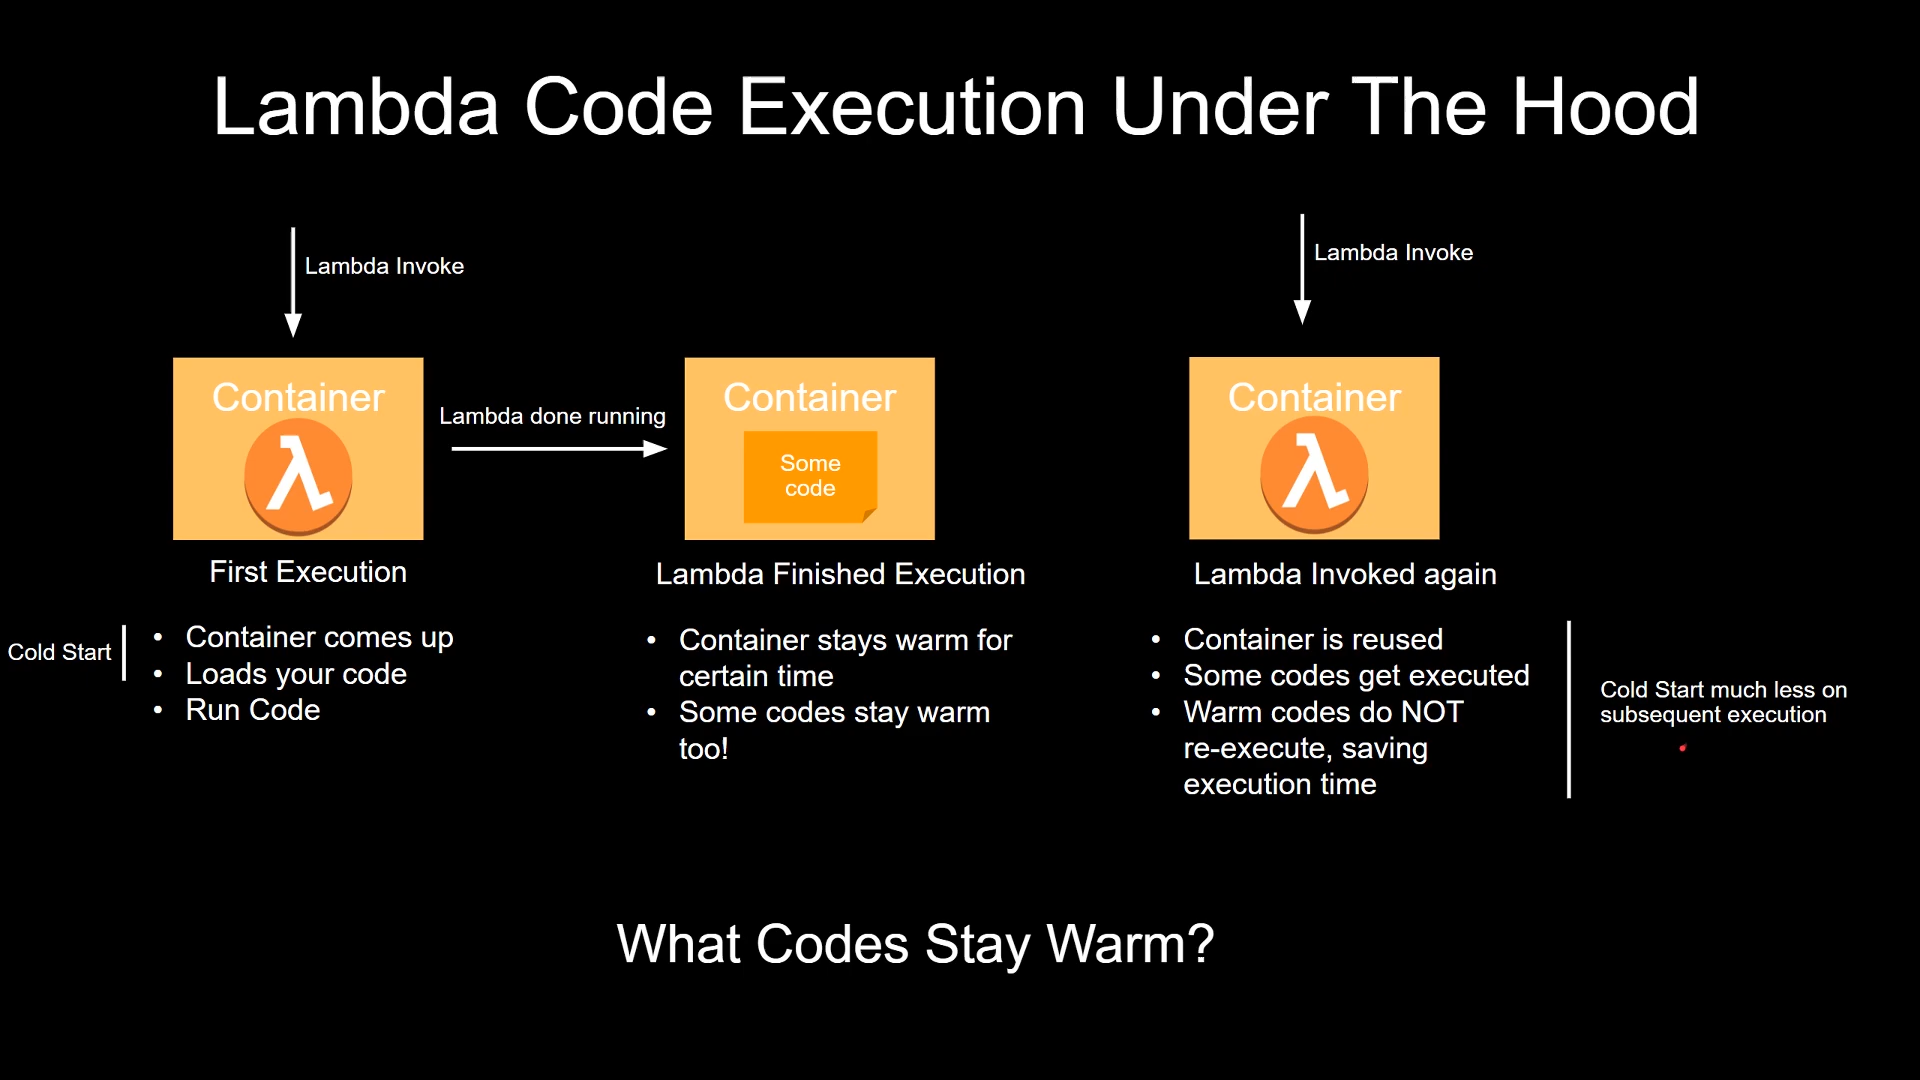 Lambda Code Execution Under The Hood
Lambda Invoke
Lambda Invoke
Container
Lambda done running
Container
Some
code
Container
First Execution
Lambda Finished Execution
Lambda Invoked again
Cold Start
• Container comes up
• Loads your code
• Run Code
• Container stays warm for
certain time
• Some codes stay warm
too!
• Container is reused
• Some codes get executed
• Warm codes do NOT
re-execute, saving
execution time
Cold Start much less on
subsequent execution
What Codes Stay Warm?